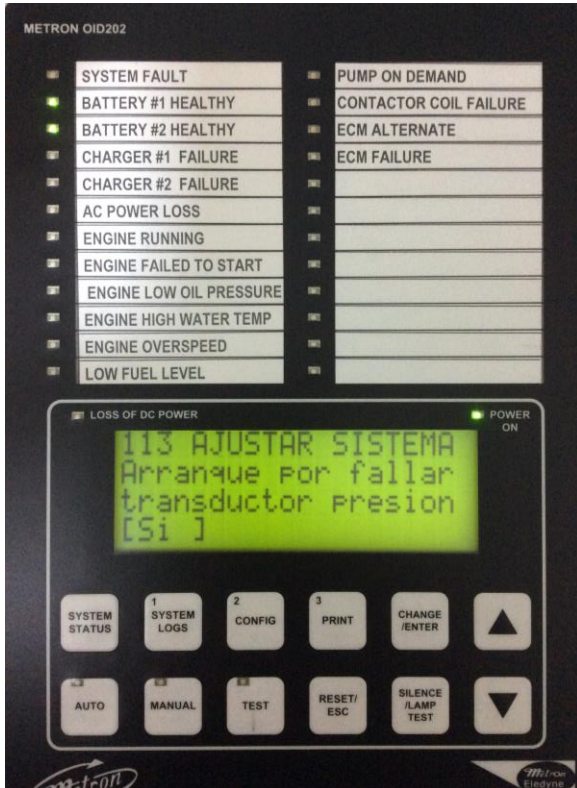 METRON OID202
SYSTEM FAULT
BATTERY #1 HEALTHY
BATTERY #2 HEALTHY
CHARGER #1 FAILURE
CHARGER #2 FAILURE
AC POWER LOSS
ENGINE RUNNING
ENGINE FAILED TO START
ENGINE LOW OIL PRESSURE
ENGINE HIGH WATER TEMP
ENGINE OVERSPEED
LOW FUEL LEVEL
PUMP ON DEMAND
CONTACTOR COIL FAILURE
ECM ALTERNATE
ECM FAILURE
LOSS OF DC POWER
POWER
ON
113 AJUSTAR SISTEMA
Arranque por fallar
transductor presion
[Si ]
SYSTEM
STATUS
1
SYSTEM
LOGS
2
CONFIG
3
PRINT
CHANGE
/ENTER
AUTO
MANUAL
TEST
RESET/
ESC
SILENCE
/LAMP
TEST
Metron
Metron
Eledyne